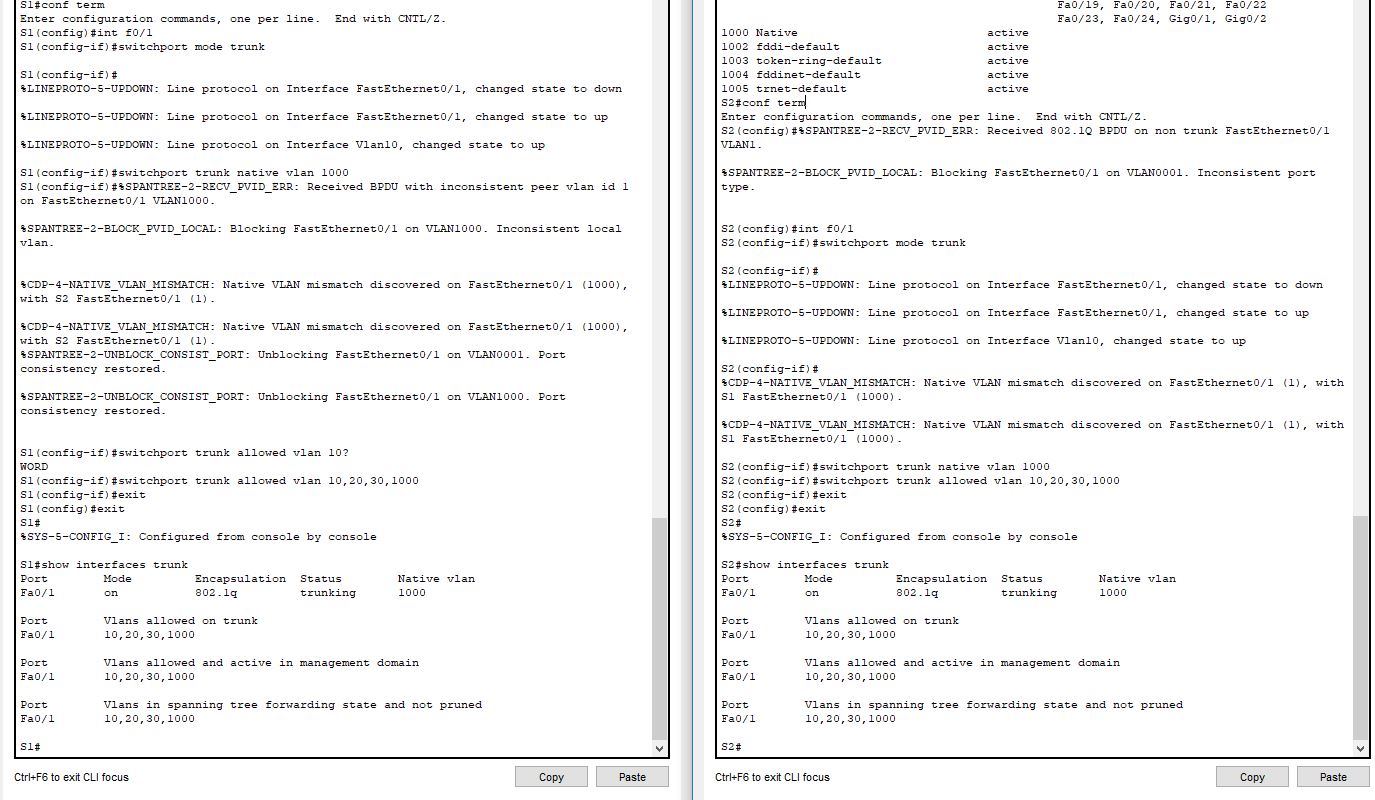 S1#conf term
Enter configuration commands, one per line.  End with CNTL/Z.
S1(config)#int f0/1
S1(config-if)#switchport mode trunk
S1(config-if)#
%LINEPROTO-5-UPDOWN: Line protocol on Interface FastEthernet0/1, changed state to down
%LINEPROTO-5-UPDOWN: Line protocol on Interface FastEthernet0/1, changed state to up
%LINEPROTO-5-UPDOWN: Line protocol on Interface Vlan10, changed state to up
S1(config-if)#switchport trunk native vlan 1000
S1(config-if)#%SPANTREE-2-RECV_PVID_ERR: Received BPDU with inconsistent peer vlan id 1
on FastEthernet0/1 VLAN1000.
%SPANTREE-2-BLOCK_PVID_LOCAL: Blocking FastEthernet0/1 on VLAN1000. Inconsistent local
vlan.
%CDP-4-NATIVE_VLAN_MISMATCH: Native VLAN mismatch discovered on FastEthernet0/1 (1000),
with S2 FastEthernet0/1 (1).
%CDP-4-NATIVE_VLAN_MISMATCH: Native VLAN mismatch discovered on FastEthernet0/1 (1000),
with S2 FastEthernet0/1 (1).
%SPANTREE-2-UNBLOCK_CONSIST_PORT: Unblocking FastEthernet0/1 on VLAN0001. Port
consistency restored.
%SPANTREE-2-UNBLOCK_CONSIST_PORT: Unblocking FastEthernet0/1 on VLAN1000. Port
consistency restored.
S1(config-if)#switchport trunk allowed vlan 10?
WORD
S1(config-if)#switchport trunk allowed vlan 10,20,30,1000
S1(config-if)#exit
S1(config)#exit
S1#
%SYS-5-CONFIG_I: Configured from console by console
S1#show interfaces trunk
Port        Mode         Encapsulation  Status        Native vlan
Fa0/1       on           802.1q         trunking      1000
Port        Vlans allowed on trunk
Fa0/1       10,20,30,1000
Port        Vlans allowed and active in management domain
Fa0/1       10,20,30,1000
Port        Vlans in spanning tree forwarding state and not pruned
Fa0/1       10,20,30,1000
S1#
Ctrl+F6 to exit CLI focus
Copy
Paste
Fa0/19, Fa0/20, Fa0/21, Fa0/22
Fa0/23, Fa0/24, Gig0/1, Gig0/2
1000 Native                           active
1002 fddi-default                     active
1003 token-ring-default               active
1004 fddinet-default                  active
1005 trnet-default                    active
S2#conf term
Enter configuration commands, one per line.  End with CNTL/Z.
S2(config)#%SPANTREE-2-RECV_PVID_ERR: Received 802.1Q BPDU on non trunk FastEthernet0/1
VLAN1.
%SPANTREE-2-BLOCK_PVID_LOCAL: Blocking FastEthernet0/1 on VLAN0001. Inconsistent port
type.
S2(config)#int f0/1
S2(config-if)#switchport mode trunk
S2(config-if)#
%LINEPROTO-5-UPDOWN: Line protocol on Interface FastEthernet0/1, changed state to down
%LINEPROTO-5-UPDOWN: Line protocol on Interface FastEthernet0/1, changed state to up
%LINEPROTO-5-UPDOWN: Line protocol on Interface Vlan10, changed state to up
S2(config-if)#
%CDP-4-NATIVE_VLAN_MISMATCH: Native VLAN mismatch discovered on FastEthernet0/1 (1), with
S1 FastEthernet0/1 (1000).
%CDP-4-NATIVE_VLAN_MISMATCH: Native VLAN mismatch discovered on FastEthernet0/1 (1), with
S1 FastEthernet0/1 (1000).
S2(config-if)#switchport trunk native vlan 1000
S2(config-if)#switchport trunk allowed vlan 10,20,30,1000
S2(config-if)#exit
S2(config)#exit
S2#
%SYS-5-CONFIG_I: Configured from console by console
S2#show interfaces trunk
Port        Mode         Encapsulation  Status        Native vlan
Fa0/1       on           802.1q         trunking      1000
Port        Vlans allowed on trunk
Fa0/1       10,20,30,1000
Port        Vlans allowed and active in management domain
Fa0/1       10,20,30,1000
Port        Vlans in spanning tree forwarding state and not pruned
Fa0/1       10,20,30,1000
S2#
Ctrl+F6 to exit CLI focus
Copy
Paste